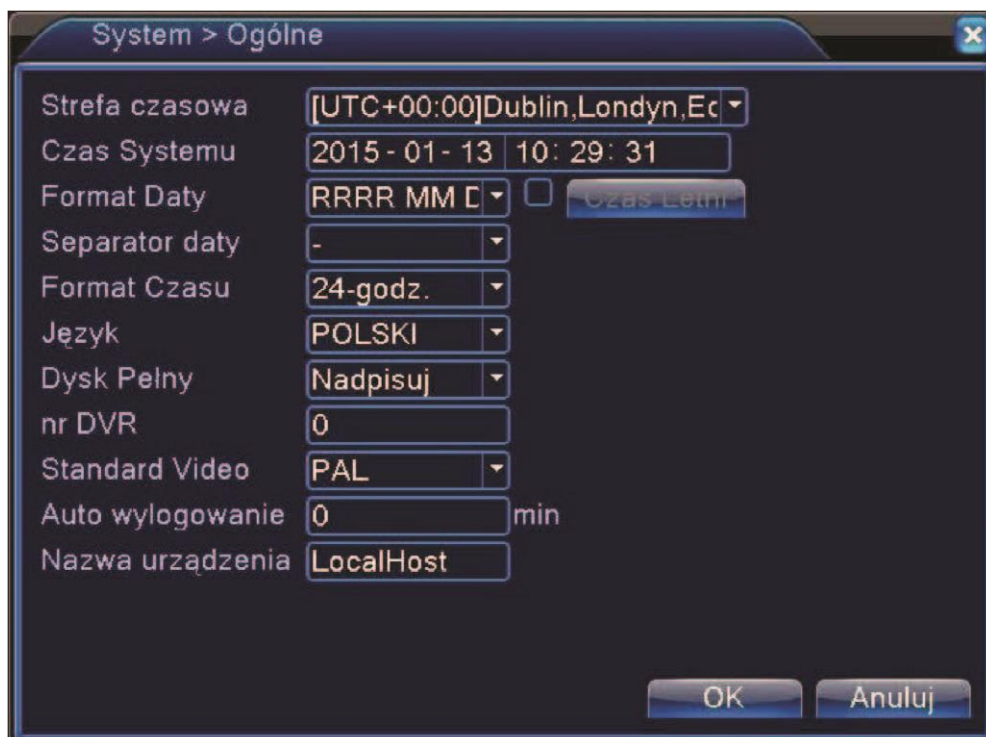 System > Ogólne
Strefa czasowa [UTC+00:00]Dublin,Londyn,Ec
Czas Systemu 2015-01-13 10:29:31
Format Daty RRRR MM D Czas Letni
Separator daty -
Format Czasu 24-godz.
Język POLSKI
Dysk Pełny Nadpisuj
nr DVR 0
Standard Video PAL
Auto wylogowanie 0 min
Nazwa urządzenia LocalHost
OK Anuluj